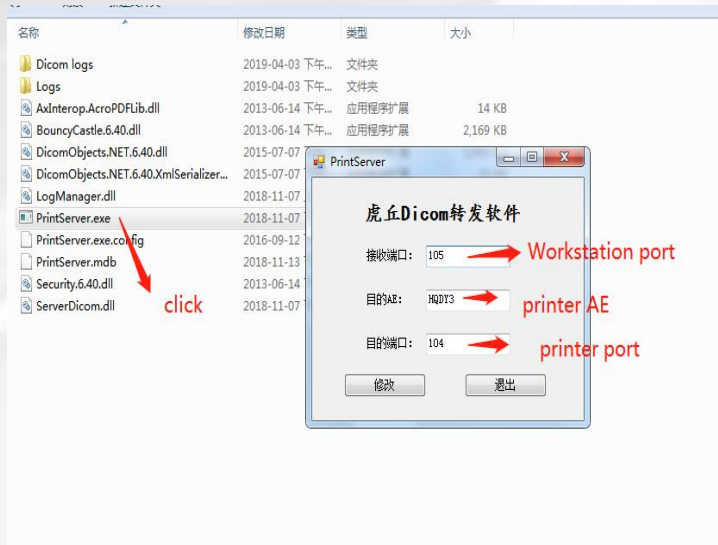 名称 修改日期 类型 大小
Dicom logs 2019-04-03 下午... 文件夹
Logs 2019-04-03 下午... 文件夹
AxInterop.AcroPDFLib.dll 2013-06-14 下午... 应用程序扩展 14 KB
BouncyCastle.6.40.dll 2013-06-14 下午... 应用程序扩展 2,169 KB
DicomObjects.NET.6.40.dll 2015-07-07
DicomObjects.NET.6.40.XmlSerializer... 2015-07-07
LogManager.dll 2018-11-07
PrintServer.exe 2018-11-07
PrintServer.exe.config 2016-09-12
PrintServer.mdb 2018-11-13
Security.6.40.dll 2013-06-14
ServerDicom.dll 2018-11-07
click
PrintServer
虎丘Dicom转发软件
接收端口: 105 Workstation port
目的AE: HQDY3 printer AE
目的端口: 104 printer port
修改 退出